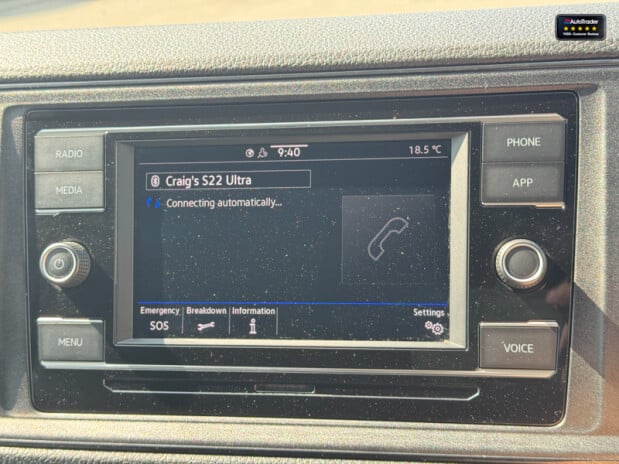 AutoTrader
RADIO
MEDIA
MENU
9:40
18.5 °C
Craig's S22 Ultra
Connecting automatically...
Emergency
SOS
Breakdown
Information
i
Settings
PHONE
APP
VOICE